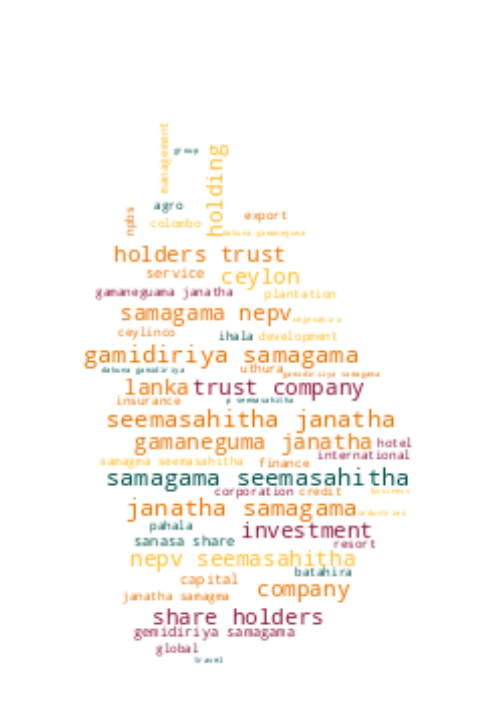 management
group
holding
agro
npbs
colombo
export
dakuna gamaneguma
holders trust
service ceylon
gamaneguama janatha plantation
samagama nepv
ceylinco ihala development
gamidiriya samagama
dakuna gamidiriya uthura gamidiriya samagama
lanka trust company
insurance p seemasahitha
seemasahitha janatha
gamaneguma janatha hotel
international
samagma seemasahitha finance
samagama seemasahitha
corporation credit business
janatha samagama industries
pahala investment
sanasa share resort
nepv seemasahitha
batahira
capital
company
janatha samagma
share holders
gemidiriya samagama
global
travel